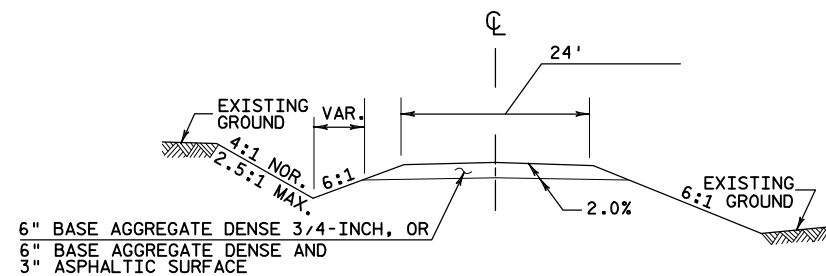 ℄
24'
EXISTING
GROUND
VAR.
4:1 NOR.
2.5:1 MAX.
6:1
6:1
EXISTING
GROUND
2.0%
6" BASE AGGREGATE DENSE 3/4-INCH, OR
6" BASE AGGREGATE DENSE AND
3" ASPHALTIC SURFACE